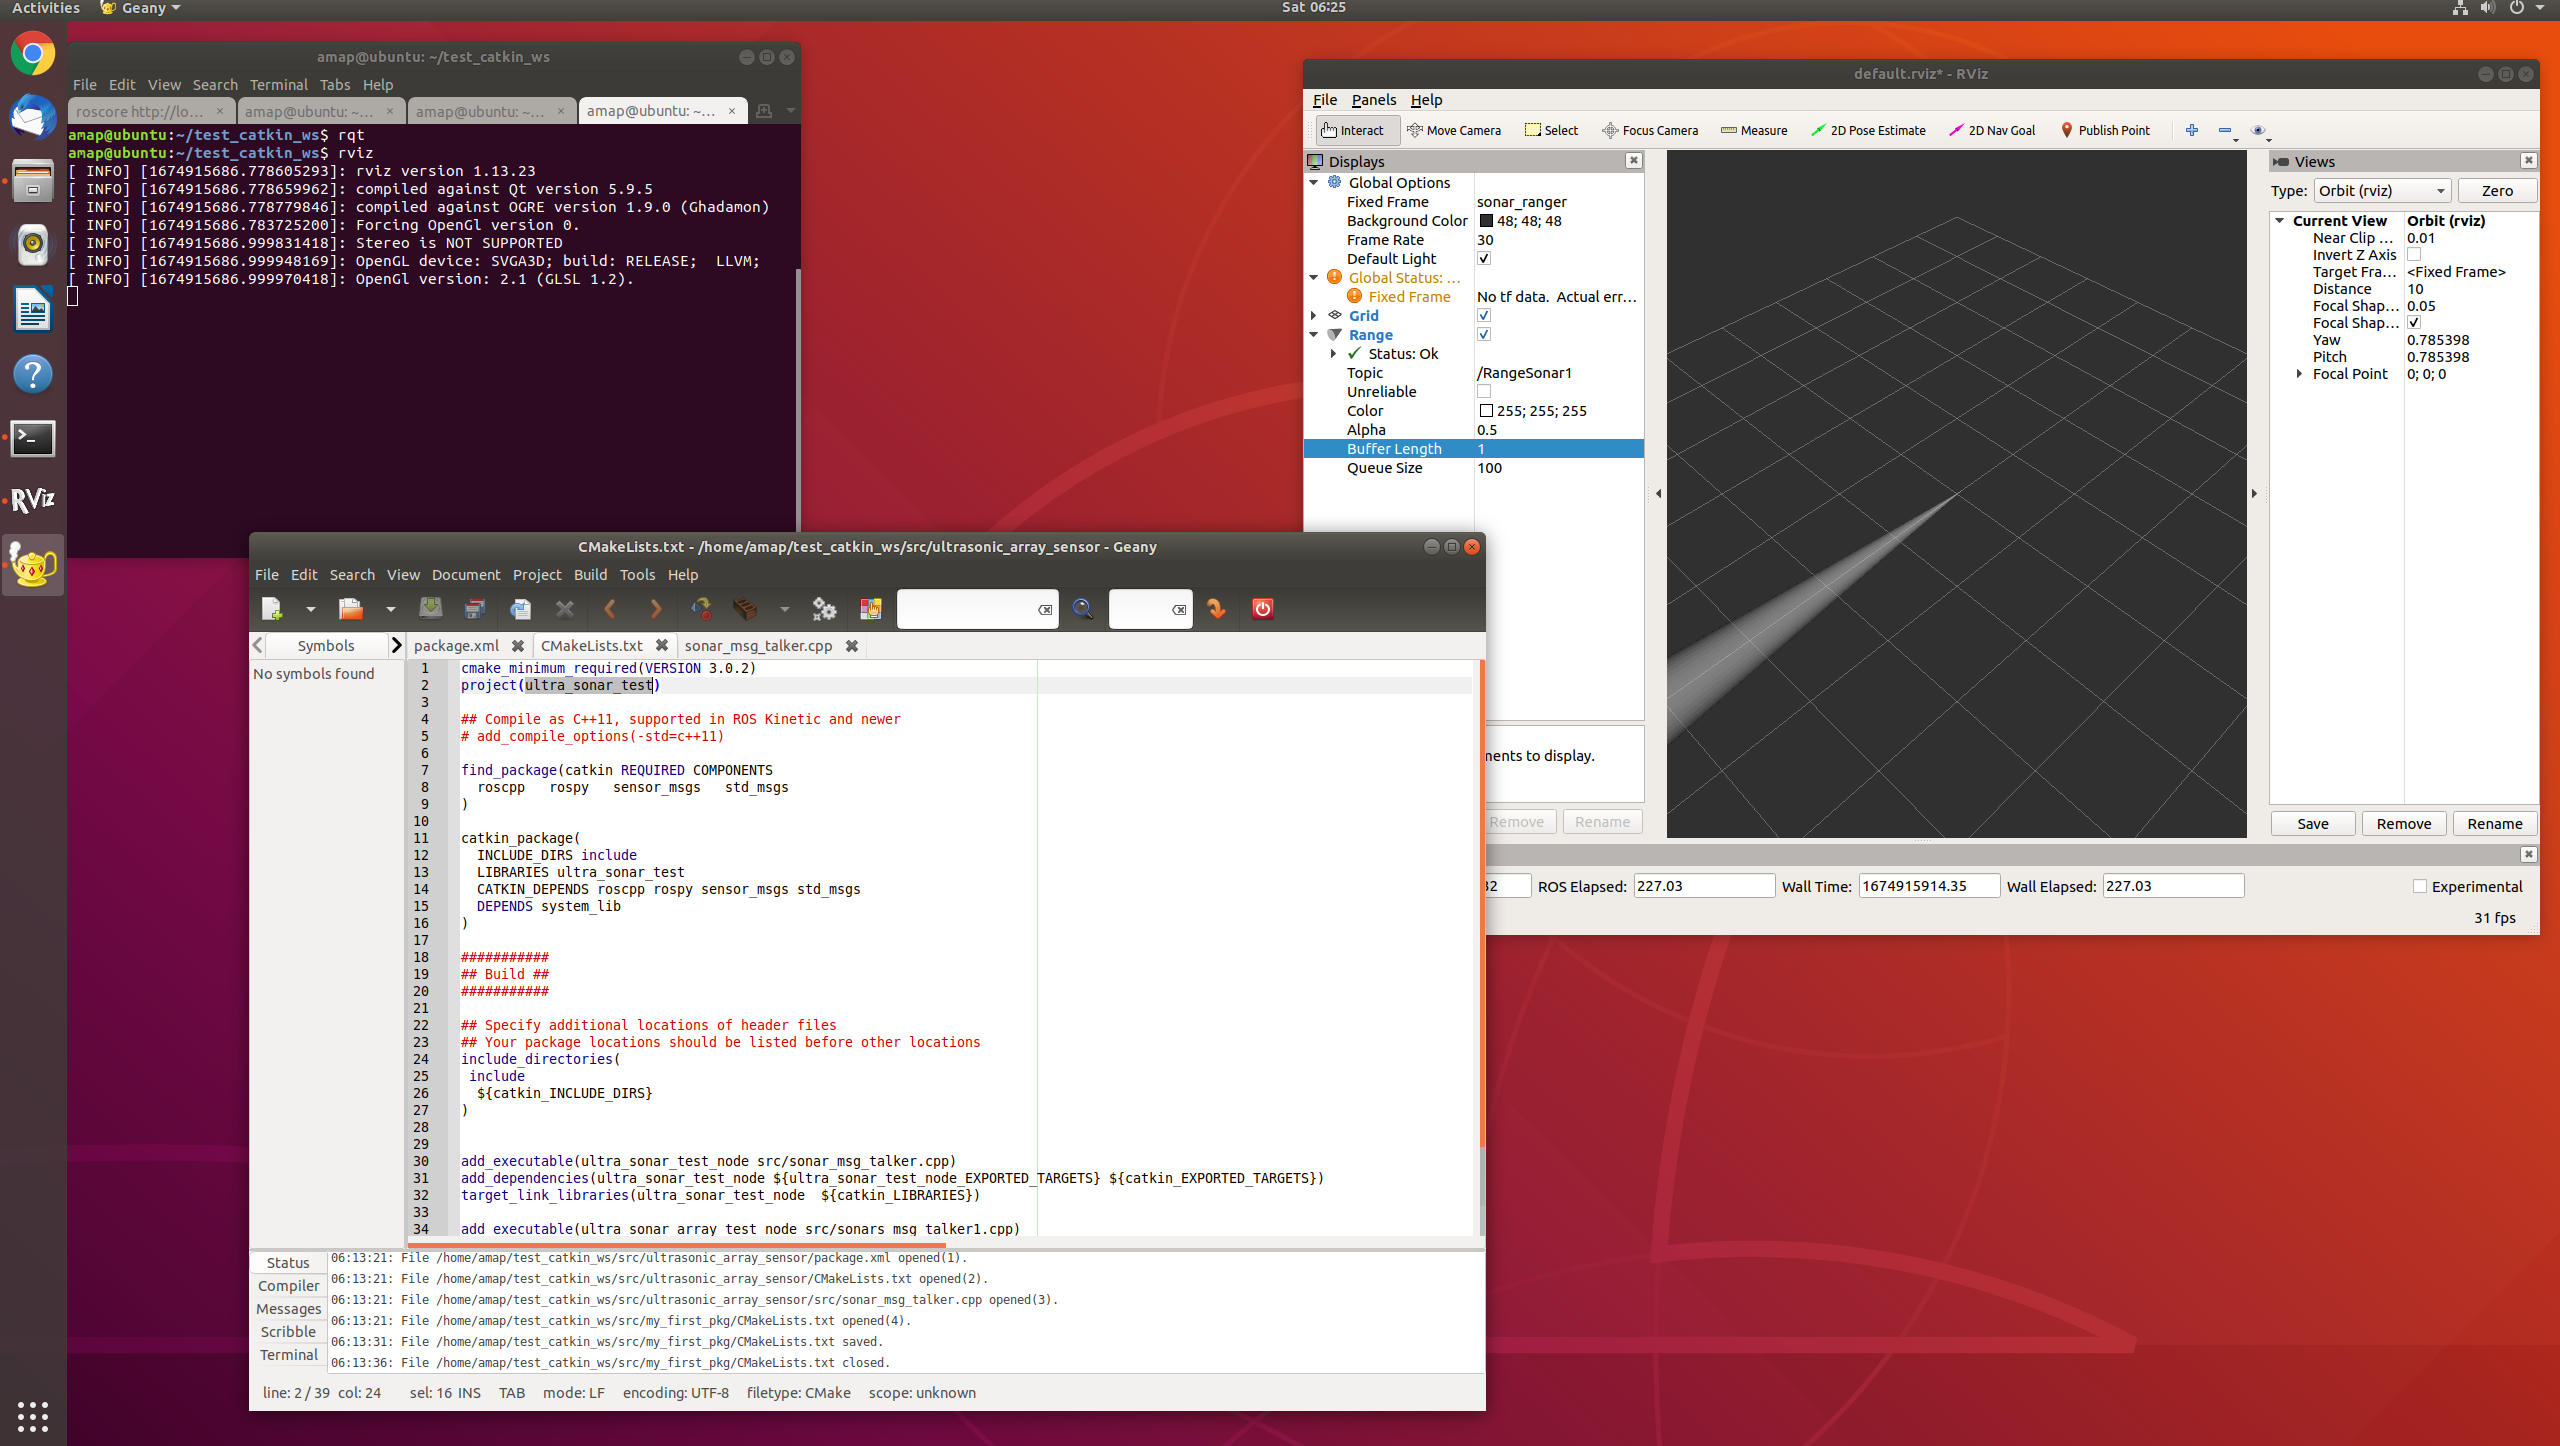 Activities
Geany
Sat 06:25
amap@ubuntu: ~/test_catkin_ws
File Edit View Search Terminal Tabs Help
roscore http://lo... × amap@ubuntu: ~... × amap@ubuntu: ~... × amap@ubuntu: ~... ×
amap@ubuntu:~/test_catkin_ws$ rqt
amap@ubuntu:~/test_catkin_ws$ rviz
[ INFO] [1674915686.778605293]: rviz version 1.13.23
[ INFO] [1674915686.778659962]: compiled against Qt version 5.9.5
[ INFO] [1674915686.778779846]: compiled against OGRE version 1.9.0 (Ghadamon)
[ INFO] [1674915686.783725200]: Forcing OpenGl version 0.
[ INFO] [1674915686.999831418]: Stereo is NOT SUPPORTED
[ INFO] [1674915686.999948169]: OpenGL device: SVGA3D; build: RELEASE;  LLVM;
[ INFO] [1674915686.999970418]: OpenGl version: 2.1 (GLSL 1.2).
RViz
default.rviz* - RViz
File Panels Help
Interact Move Camera Select Focus Camera Measure 2D Pose Estimate 2D Nav Goal Publish Point
Displays
Global Options
Fixed Frame sonar_ranger
Background Color 48; 48; 48
Frame Rate 30
Default Light
Global Status: ...
Fixed Frame No tf data.  Actual err...
Grid
Range
Status: Ok
Topic /RangeSonar1
Unreliable
Color 255; 255; 255
Alpha 0.5
Buffer Length 1
Queue Size 100
ments to display.
Remove Rename
Views
Type: Orbit (rviz) Zero
Current View Orbit (rviz)
Near Clip ... 0.01
Invert Z Axis
Target Fra... <Fixed Frame>
Distance 10
Focal Shap... 0.05
Focal Shap...
Yaw 0.785398
Pitch 0.785398
Focal Point 0; 0; 0
Save Remove Rename
32 ROS Elapsed: 227.03 Wall Time: 1674915914.35 Wall Elapsed: 227.03 Experimental
31 fps
CMakeLists.txt - /home/amap/test_catkin_ws/src/ultrasonic_array_sensor - Geany
File Edit Search View Document Project Build Tools Help
Symbols
No symbols found
package.xml CMakeLists.txt sonar_msg_talker.cpp
1 cmake_minimum_required(VERSION 3.0.2)
2 project(ultra_sonar_test)
3
4 ## Compile as C++11, supported in ROS Kinetic and newer
5 # add_compile_options(-std=c++11)
6
7 find_package(catkin REQUIRED COMPONENTS
8 roscpp   rospy   sensor_msgs   std_msgs
9 )
10
11 catkin_package(
12 INCLUDE_DIRS include
13 LIBRARIES ultra_sonar_test
14 CATKIN_DEPENDS roscpp rospy sensor_msgs std_msgs
15 DEPENDS system_lib
16 )
17
18 ###########
19 ## Build ##
20 ###########
21
22 ## Specify additional locations of header files
23 ## Your package locations should be listed before other locations
24 include_directories(
25 include
26 ${catkin_INCLUDE_DIRS}
27 )
28
29
30 add_executable(ultra_sonar_test_node src/sonar_msg_talker.cpp)
31 add_dependencies(ultra_sonar_test_node ${ultra_sonar_test_node_EXPORTED_TARGETS} ${catkin_EXPORTED_TARGETS})
32 target_link_libraries(ultra_sonar_test_node  ${catkin_LIBRARIES})
33
34 add_executable(ultra_sonar_array_test_node src/sonars_msg_talker1.cpp)
Status
Compiler
Messages
Scribble
Terminal
06:13:21: File /home/amap/test_catkin_ws/src/ultrasonic_array_sensor/package.xml opened(1).
06:13:21: File /home/amap/test_catkin_ws/src/ultrasonic_array_sensor/CMakeLists.txt opened(2).
06:13:21: File /home/amap/test_catkin_ws/src/ultrasonic_array_sensor/src/sonar_msg_talker.cpp opened(3).
06:13:21: File /home/amap/test_catkin_ws/src/my_first_pkg/CMakeLists.txt opened(4).
06:13:31: File /home/amap/test_catkin_ws/src/my_first_pkg/CMakeLists.txt saved.
06:13:36: File /home/amap/test_catkin_ws/src/my_first_pkg/CMakeLists.txt closed.
line: 2 / 39 col: 24 sel: 16 INS TAB mode: LF encoding: UTF-8 filetype: CMake scope: unknown